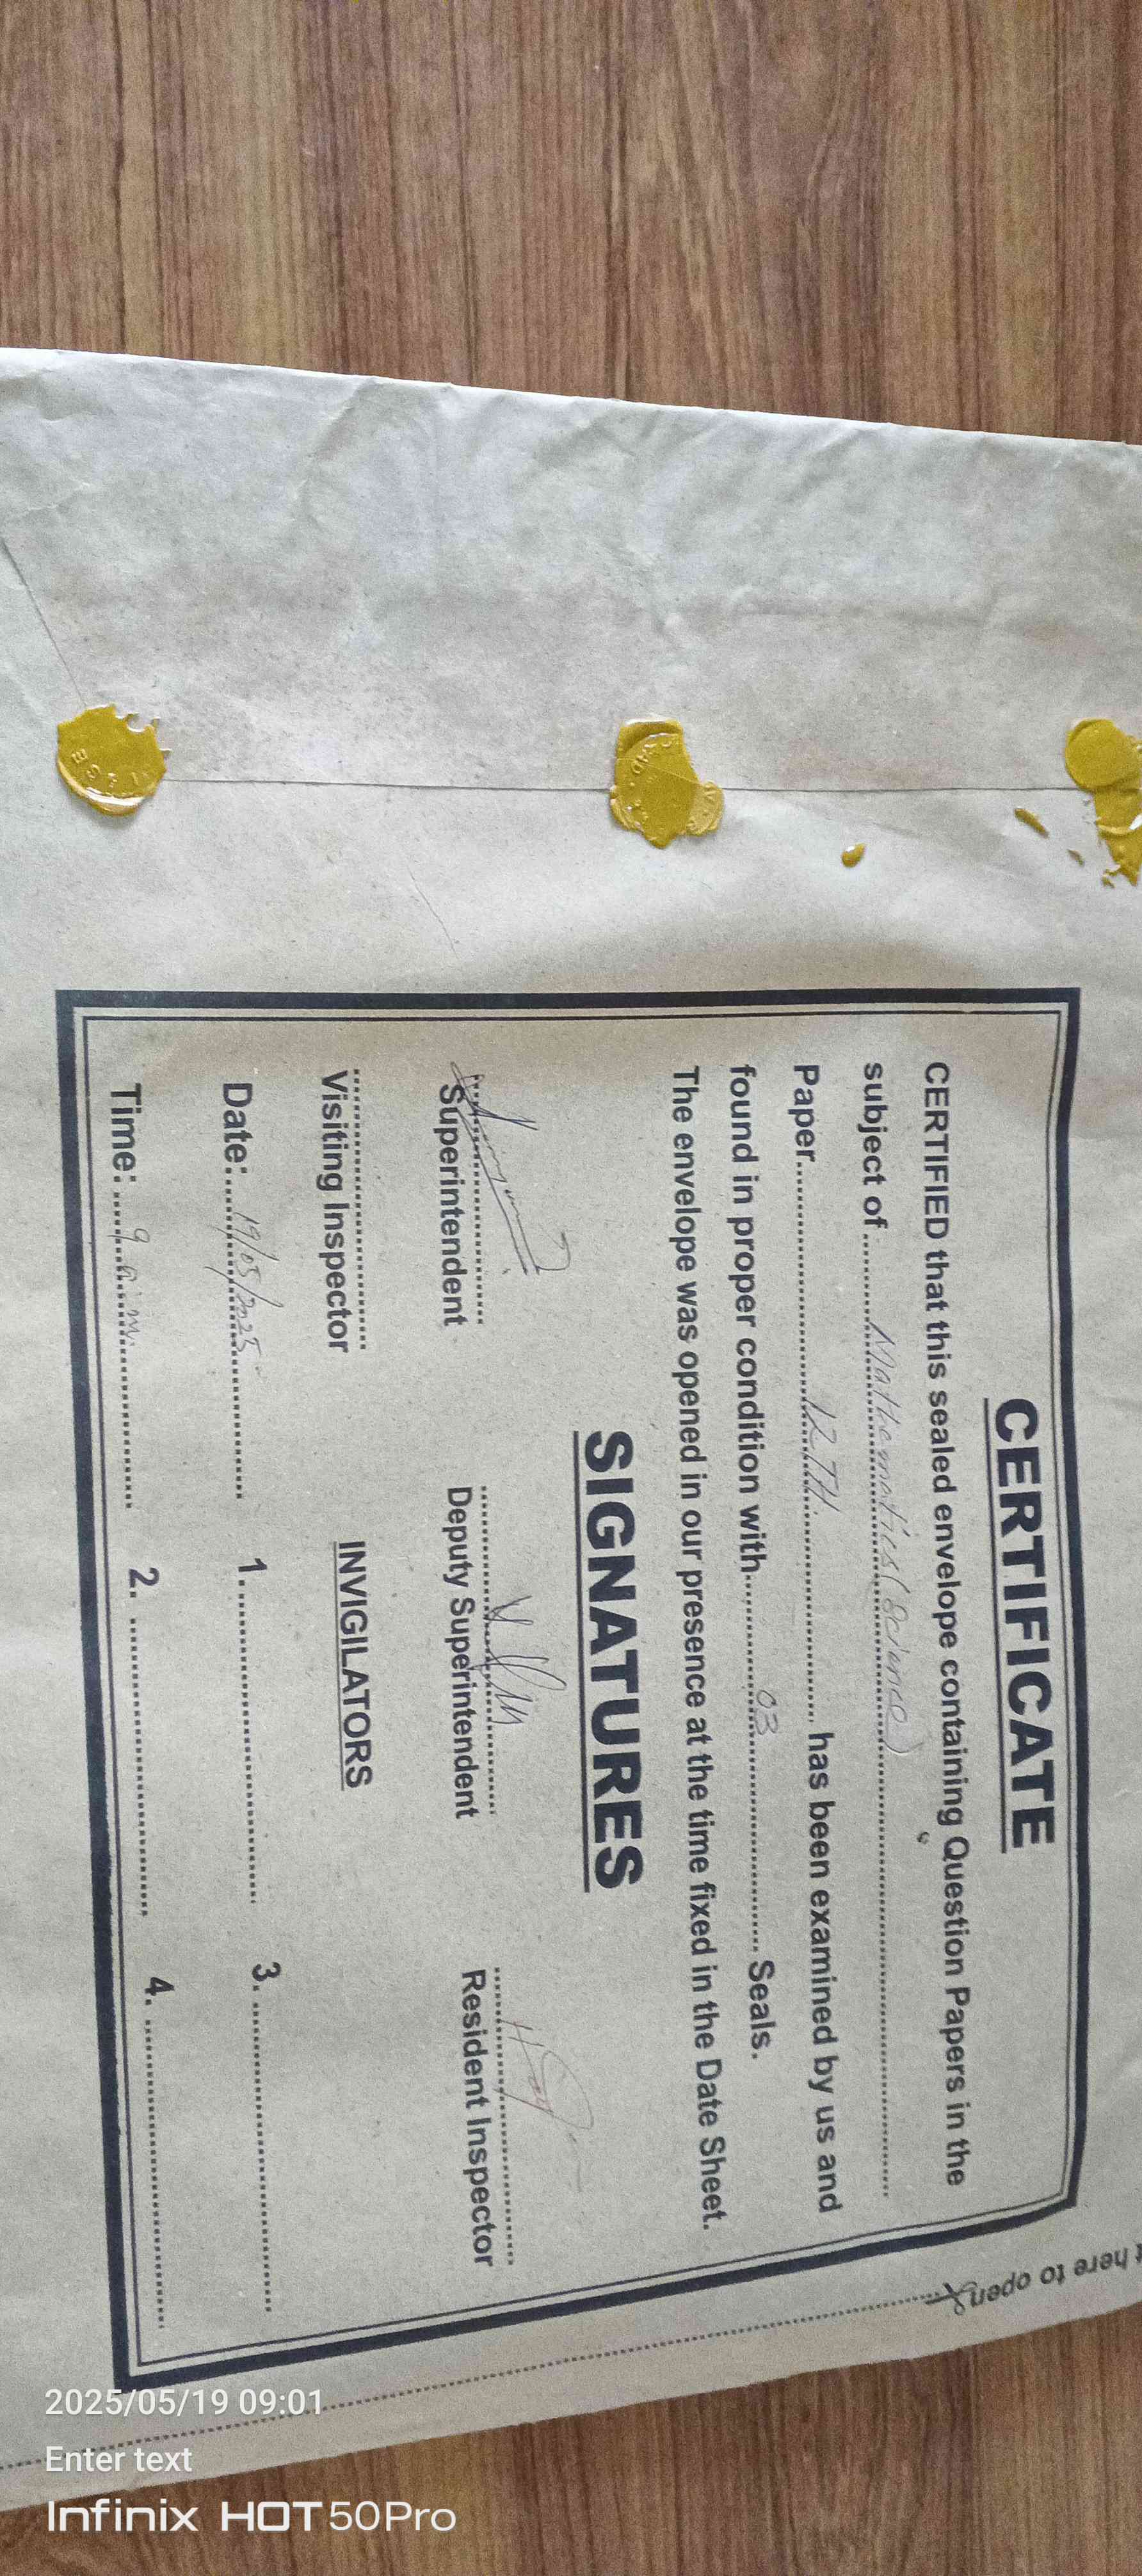 CERTIFICATE
CERTIFIED that this sealed envelope containing Question Papers in the
subject of Mathematics (Science)
Paper 12TH has been examined by us and
found in proper condition with 03 Seals.
The envelope was opened in our presence at the time fixed in the Date Sheet.
SIGNATURES
Superintendent Deputy Superintendent Resident Inspector
Visiting Inspector INVIGILATORS
Date: 19/05/2025 1. 3.
Time: 9 a.m. 2. 4.
here to open
2025/05/19 09:01
Enter text
Infinix HOT 50Pro